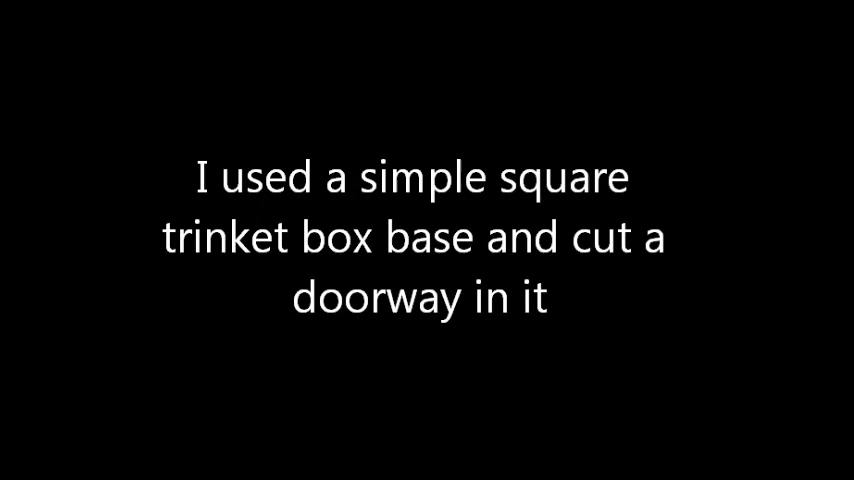 I used a simple square
trinket box base and cut a
doorway in it